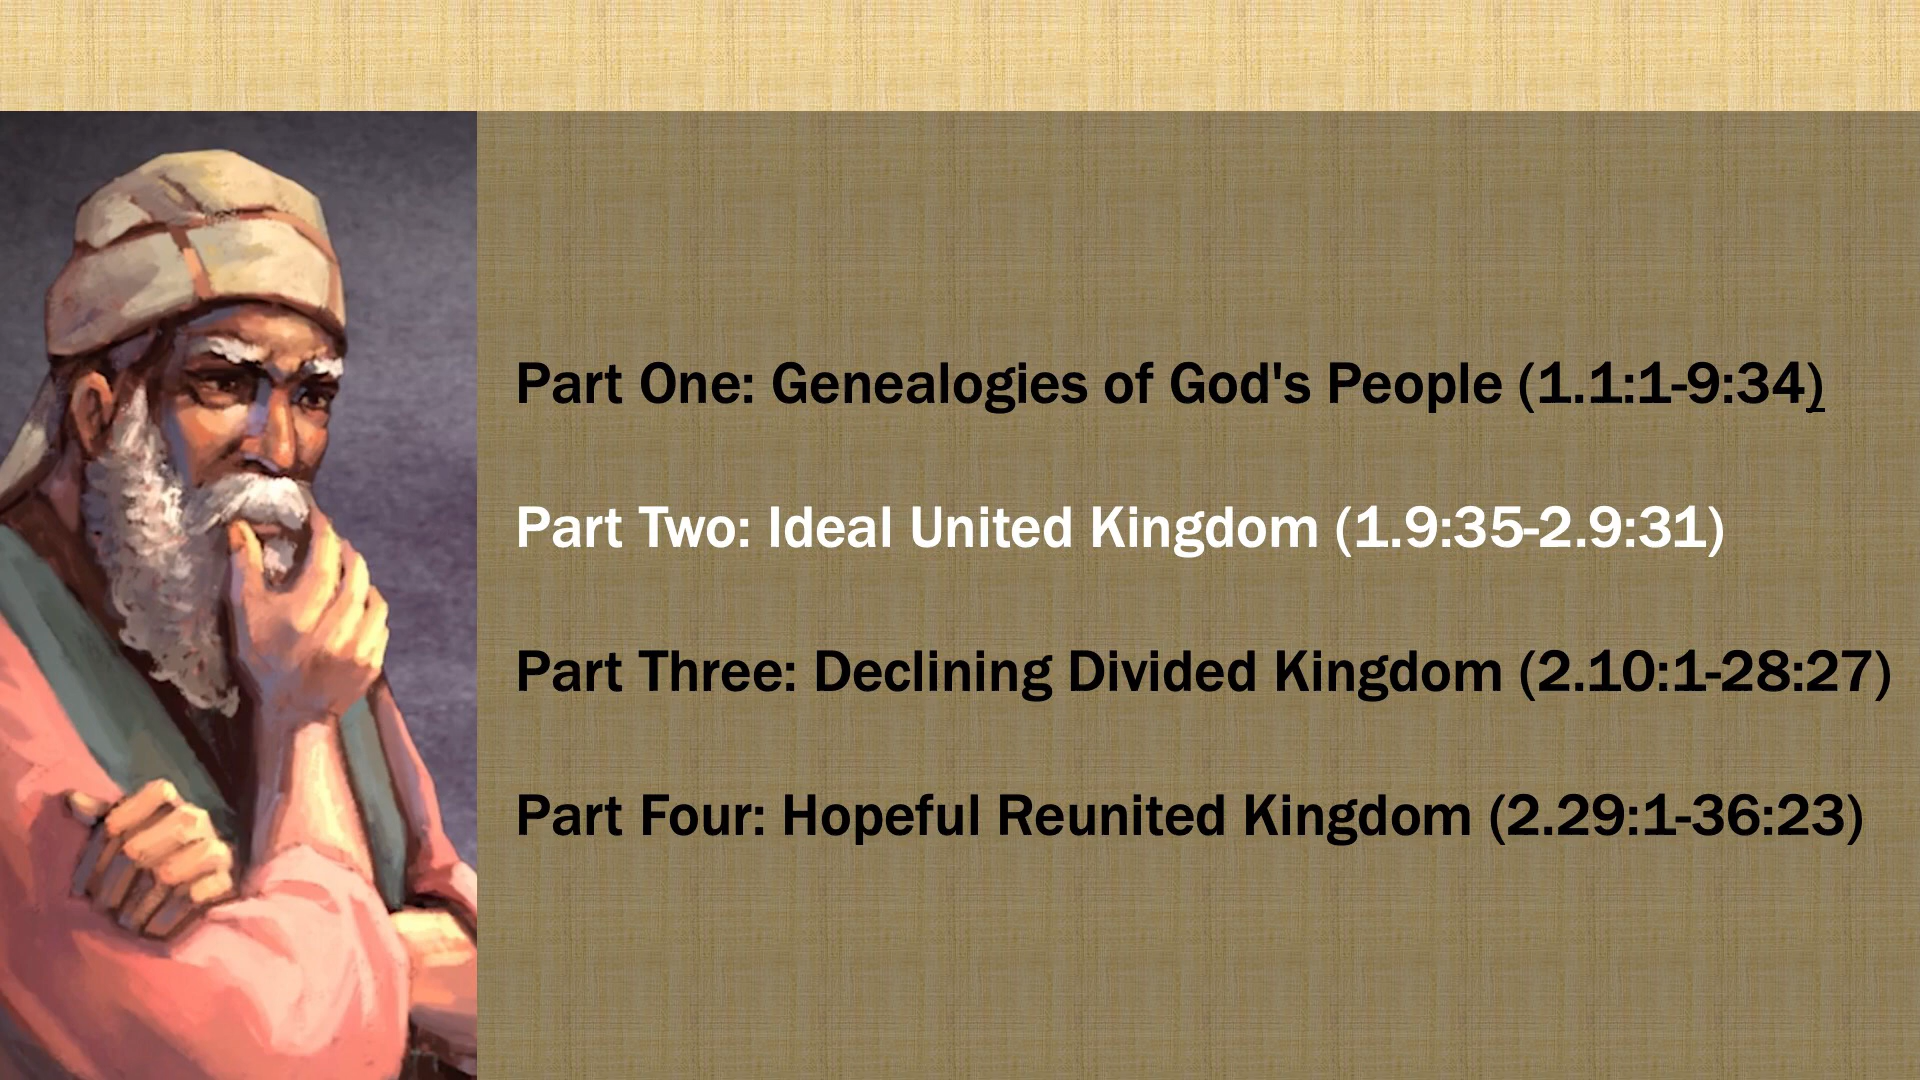 Part One: Genealogies of God's People (1.1:1-9:34)
Part Two: Ideal United Kingdom (1.9:35-2.9:31)
Part Three: Declining Divided Kingdom (2.10:1-28:27)
Part Four: Hopeful Reunited Kingdom (2.29:1-36:23)